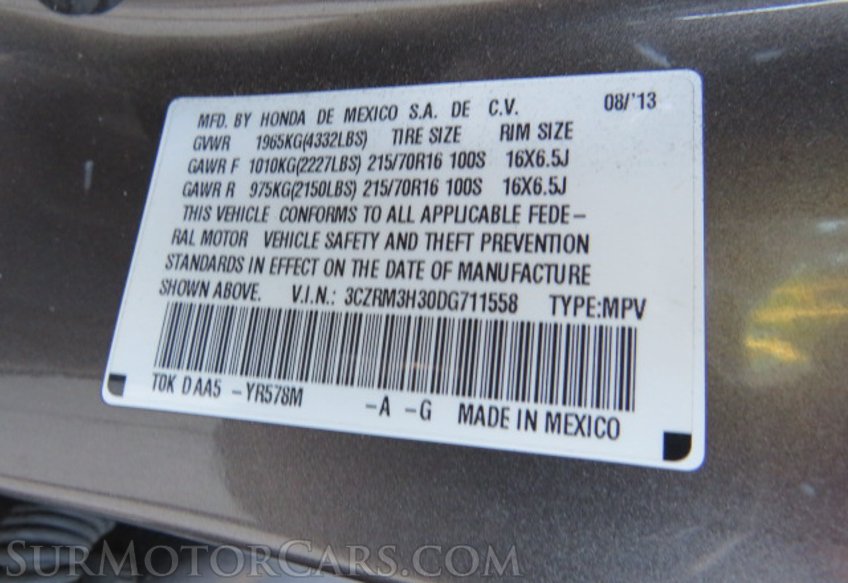 MFD. BY HONDA DE MEXICO S.A. DE C.V. 08/'13
GVWR 1965KG(4332LBS) TIRE SIZE RIM SIZE
GAWR F 1010KG(2227LBS) 215/70R16 100S 16X6.5J
GAWR R 975KG(2150LBS) 215/70R16 100S 16X6.5J
THIS VEHICLE CONFORMS TO ALL APPLICABLE FEDE-
RAL MOTOR VEHICLE SAFETY AND THEFT PREVENTION
STANDARDS IN EFFECT ON THE DATE OF MANUFACTURE
SHOWN ABOVE. V.I.N.: 3CZRM3H30DG711558 TYPE:MPV
T0K D AA5 -YR578M -A -G MADE IN MEXICO
SurMotorCars.com